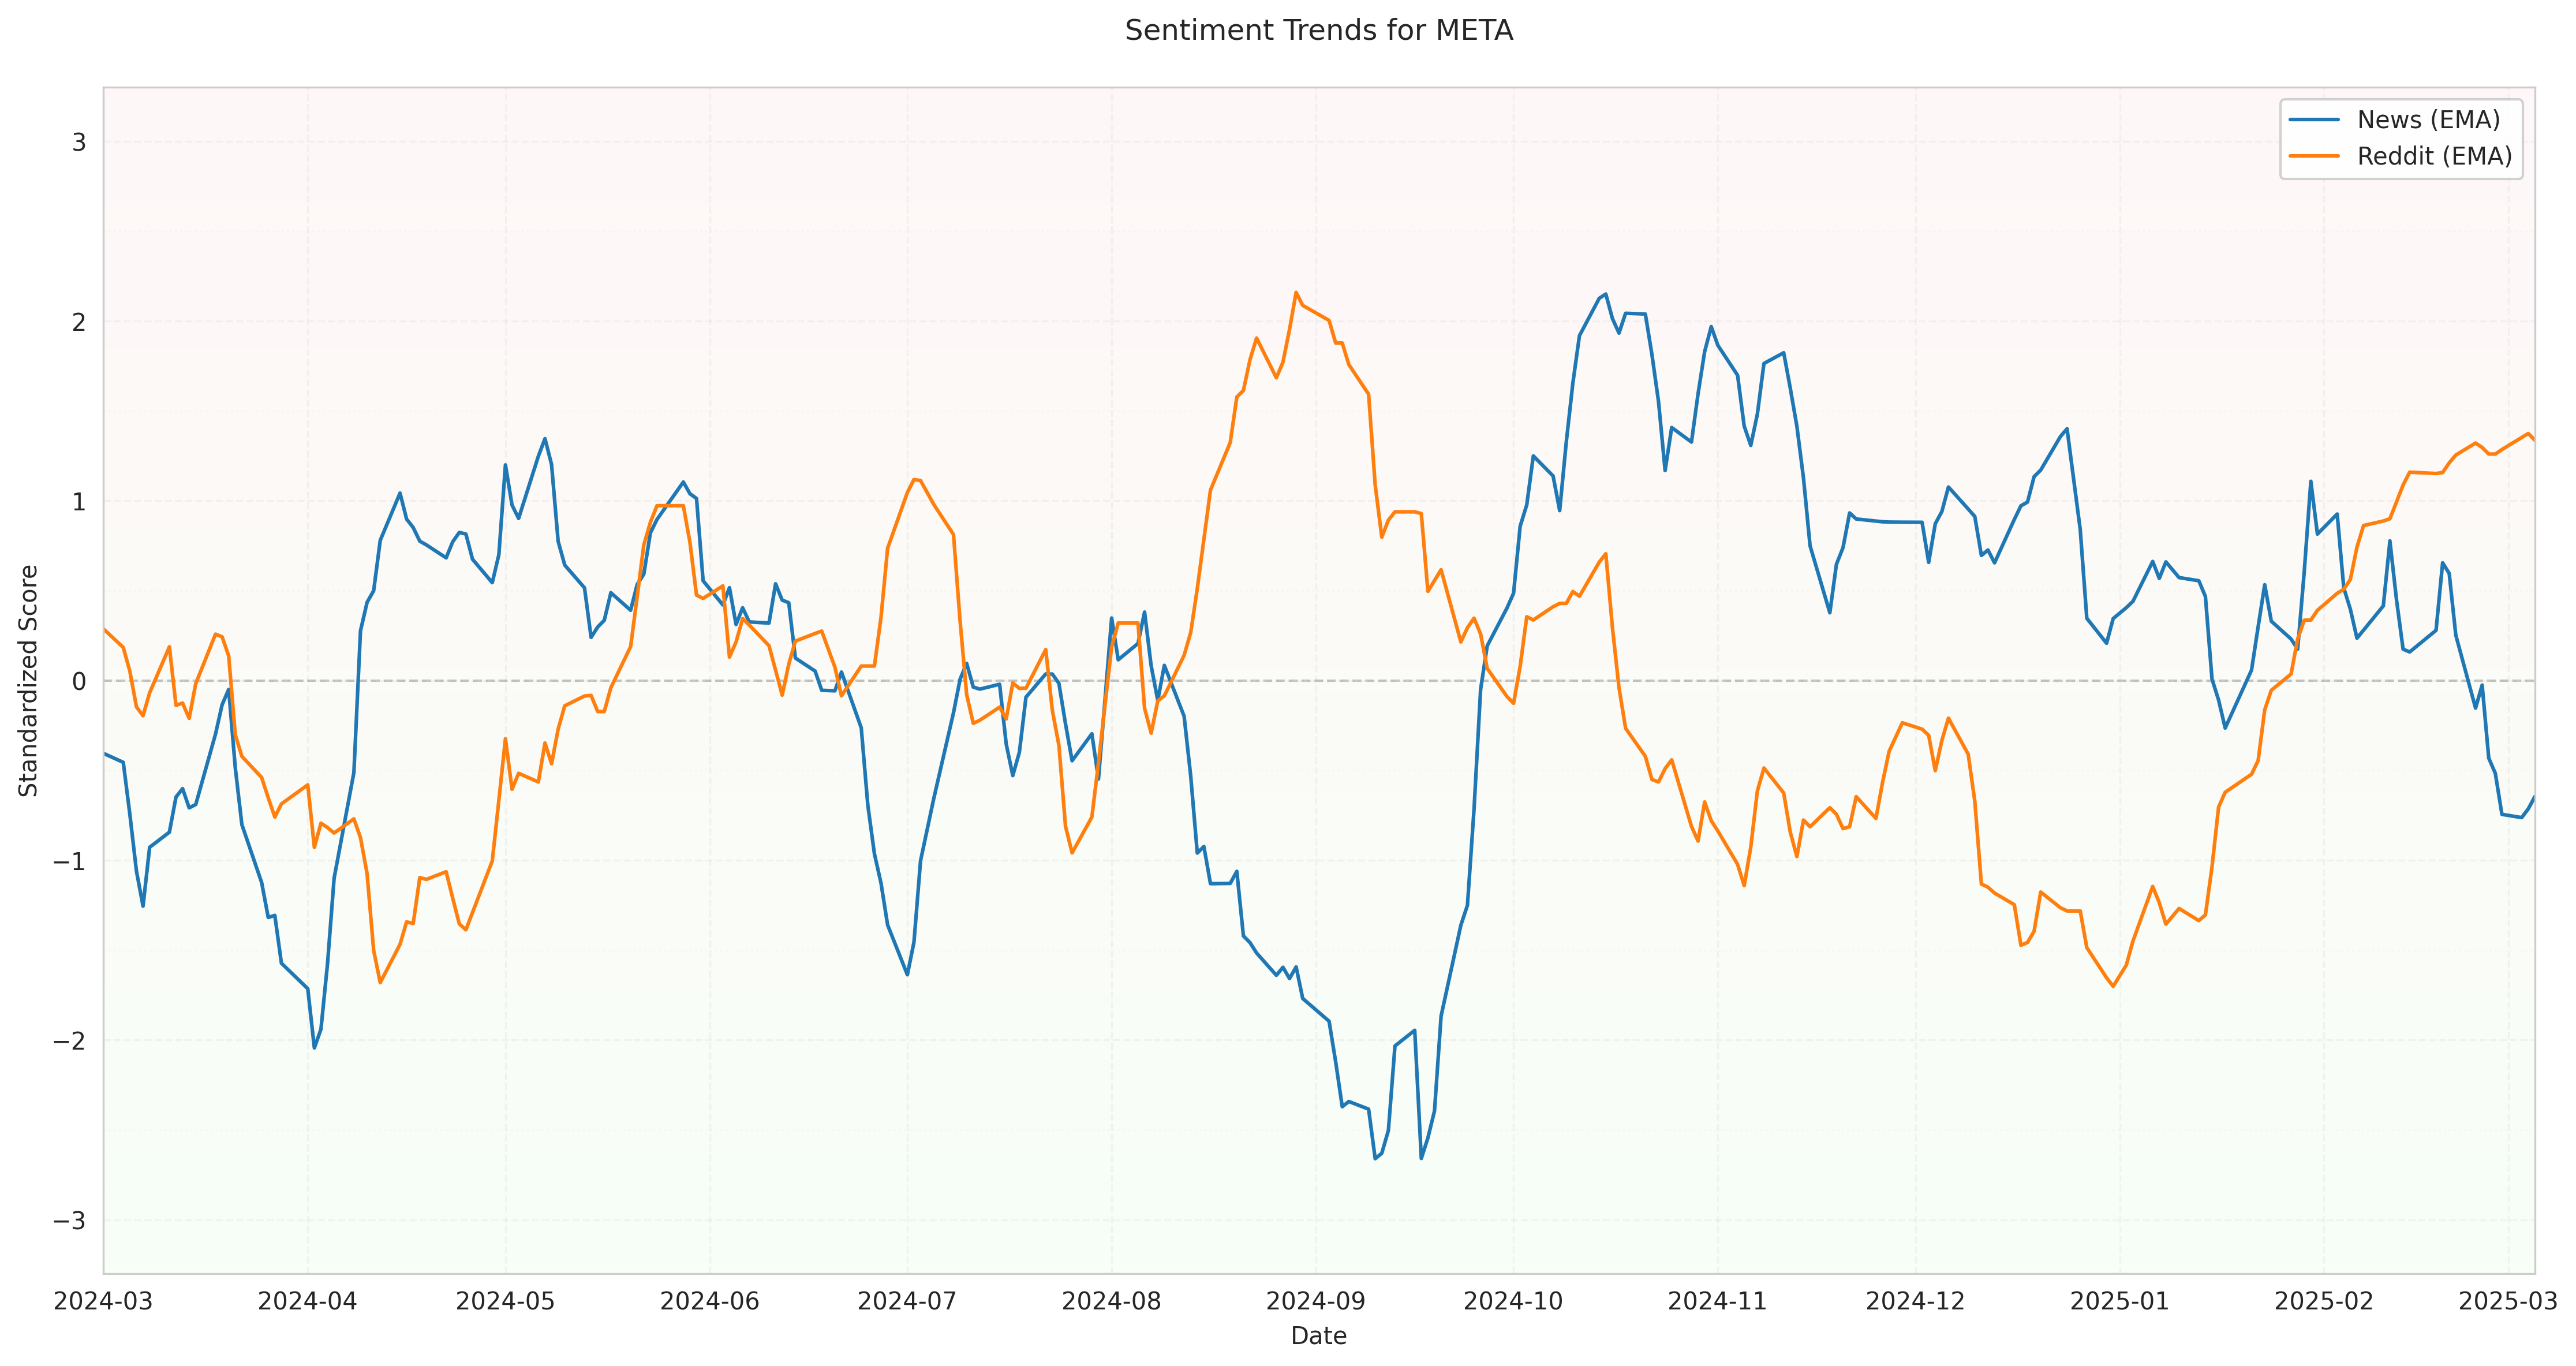 Sentiment Trends for META
News (EMA)
Reddit (EMA)
3
2
1
0
−1
−2
−3
Standardized Score
2024-03 2024-04 2024-05 2024-06 2024-07 2024-08 2024-09 2024-10 2024-11 2024-12 2025-01 2025-02 2025-03
Date